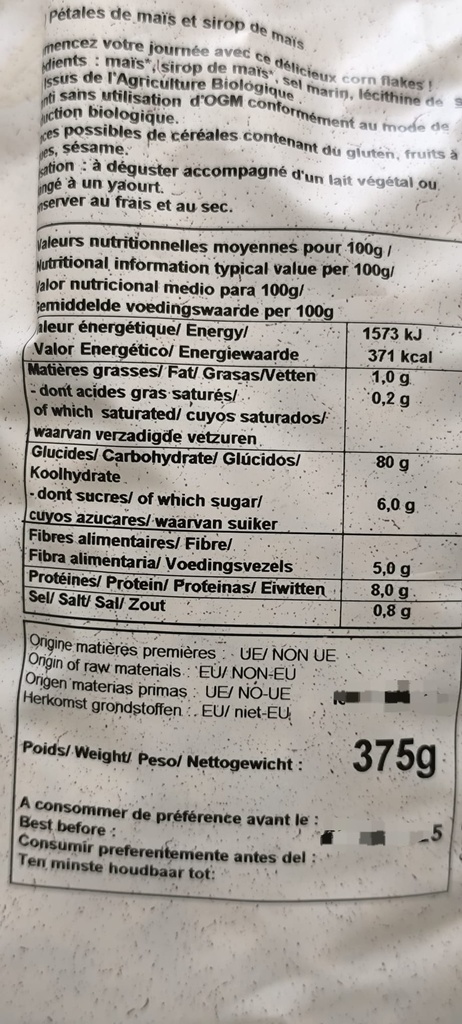 Pétales de maïs et sirop de maïs
mencez votre journée avec ce délicieux corn flakes !
dients : maïs*, (sirop de maïs*, sel marin, lécithine de
issus de l'Agriculture Biologique
nti sans utilisation d'OGM conformément au mode de
uction biologique.
ces possibles de céréales contenant du gluten, fruits à
es, sésame.
sation : à déguster accompagné d'un lait végétal ou
angé à un yaourt.
nserver au frais et au sec.
Valeurs nutritionnelles moyennes pour 100g /
Nutritional information typical value per 100g/
Valor nutricional medio para 100g/
Gemiddelde voedingswaarde per 100g
aleur énergétique/ Energy/ 1573 kJ
Valor Energético/ Energiewaarde 371 kcal
Matières grasses/ Fat/ Grasas/Vetten 1,0 g
- dont acides gras saturés/ 0,2 g
of which saturated/ cuyos saturados/
waarvan verzadigde vetzuren
Glucides/ Carbohydrate/ Glúcidos/ 80 g
Koolhydrate
- dont sucres/ of which sugar/ 6,0 g
cuyos azucares/ waarvan suiker
Fibres alimentaires/ Fibre/
Fibra alimentaria/ Voedingsvezels 5,0 g
Protéines/ Protein/ Proteinas/ Eiwitten 8,0 g
Sel/ Salt/ Sal/ Zout 0,8 g
Origine matières premières : UE/ NON UE
Origin of raw materials : EU/ NON-EU
Origen materias primas : UE/ NO-UE
Herkomst grondstoffen : EU/ niet-EU
Poids/ Weight/ Peso/ Nettogewicht : 375g
A consommer de préférence avant le :
Best before : -5
Consumir preferentemente antes del :
Ten minste houdbaar tot: